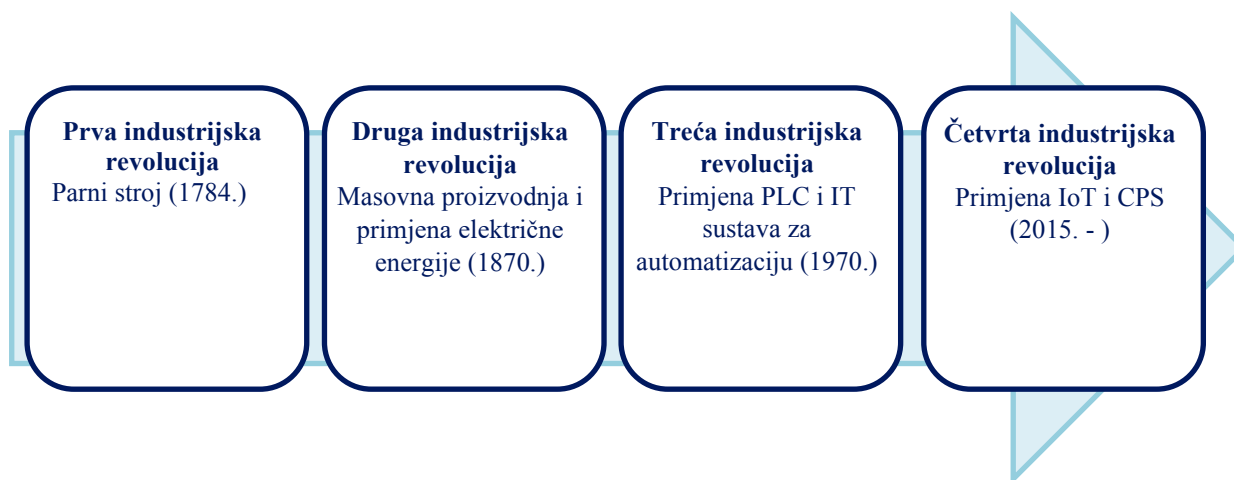 Prva industrijska
revolucija
Parni stroj (1784.)
Druga industrijska
revolucija
Masovna proizvodnja i
primjena električne
energije (1870.)
Treća industrijska
revolucija
Primjena PLC i IT
sustava za
automatizaciju (1970.)
Četvrta industrijska
revolucija
Primjena IoT i CPS
(2015. - )